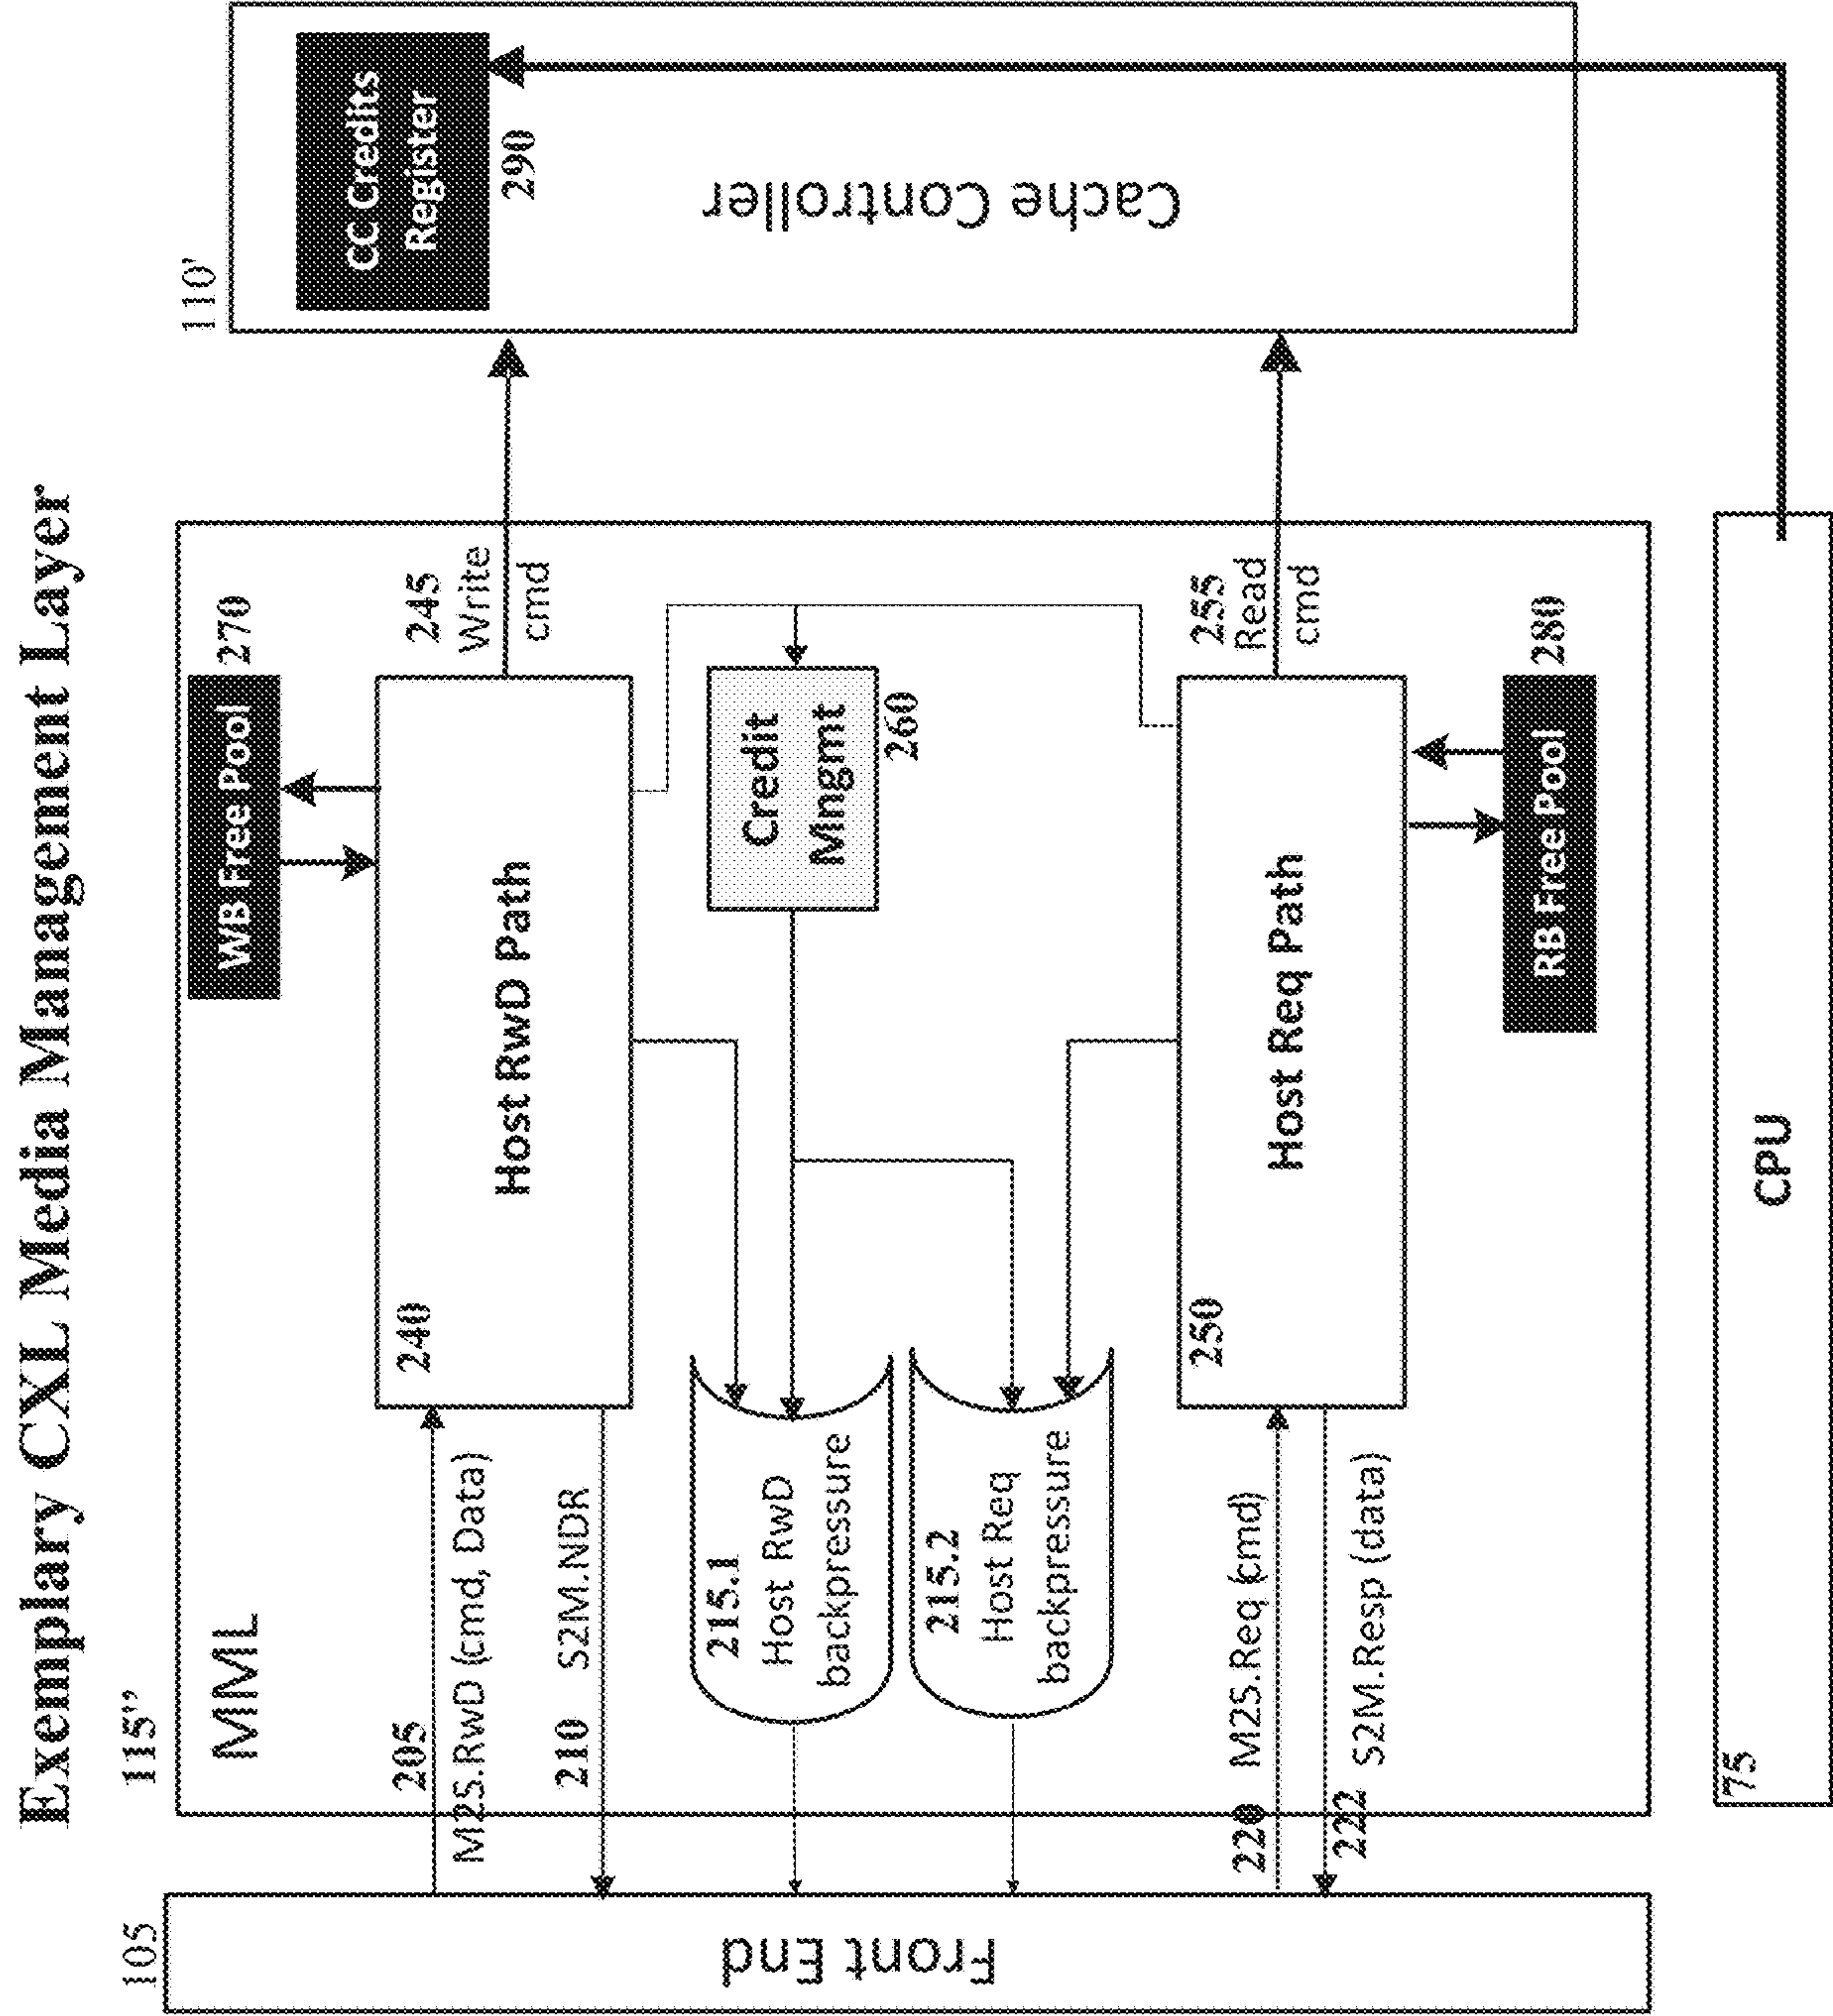 Exemplary CXL Media Management Layer
105
Front End
115''
MML
205
M2S.RwD (cmd, Data)
210 S2M.NDR
215.1
Host RwD
backpressure
215.2
Host Req
backpressure
220 M2S.Req (cmd)
222 S2M.Resp (data)
240
Host RwD Path
WB Free Pool
270
245
Write
cmd
Credit
Mngmt
260
250
Host Req Path
255
Read
cmd
RB Free Pool
280
110'
CC Credits
Register
290
Cache Controller
75
CPU